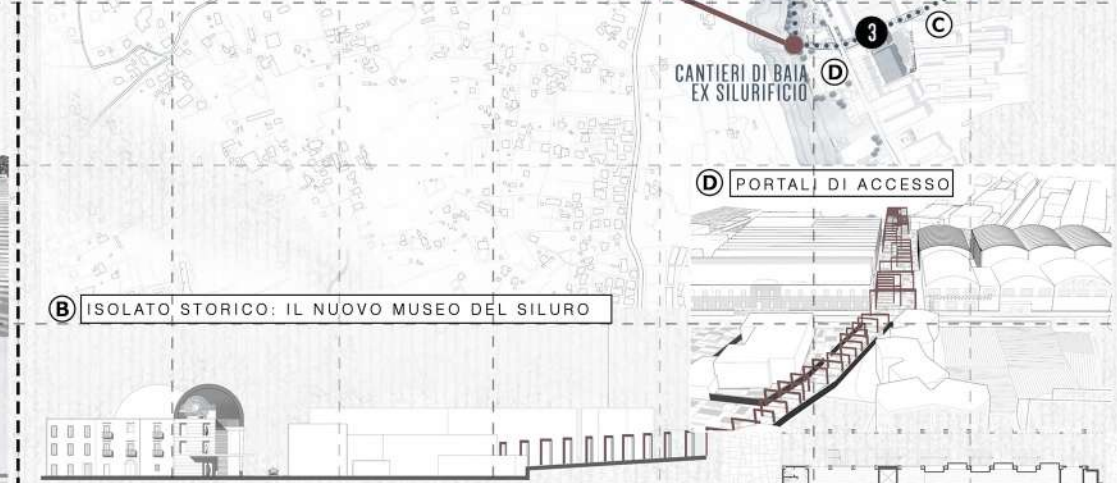 3
C
CANTIERI DI BAIA
EX SILURIFICIO
D
D PORTALI DI ACCESSO
B ISOLATO STORICO: IL NUOVO MUSEO DEL SILURO